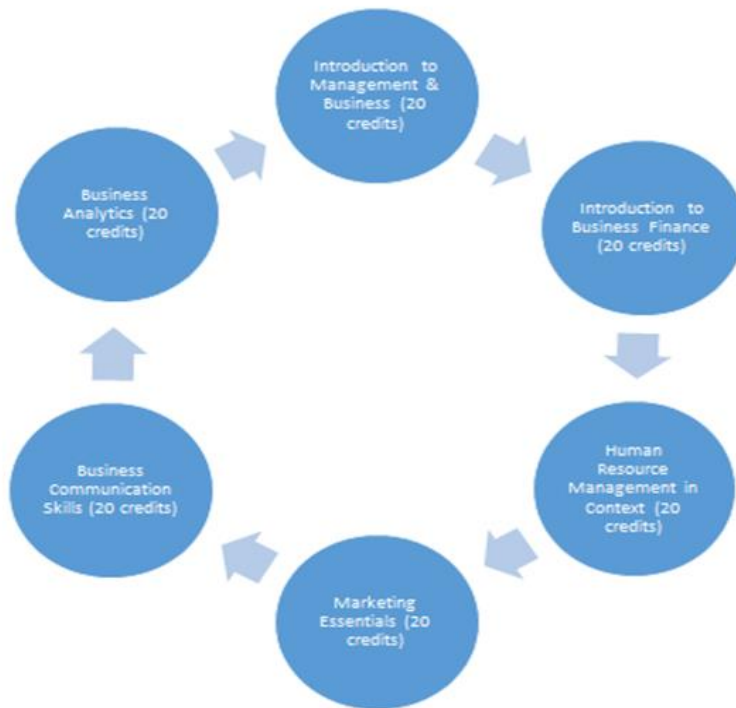 Introduction to
Management &
Business (20
credits)
Introduction to
Business Finance
(20 credits)
Human
Resource
Management in
Context (20
credits)
Marketing
Essentials (20
credits)
Business
Communication
Skills (20 credits)
Business
Analytics (20
credits)